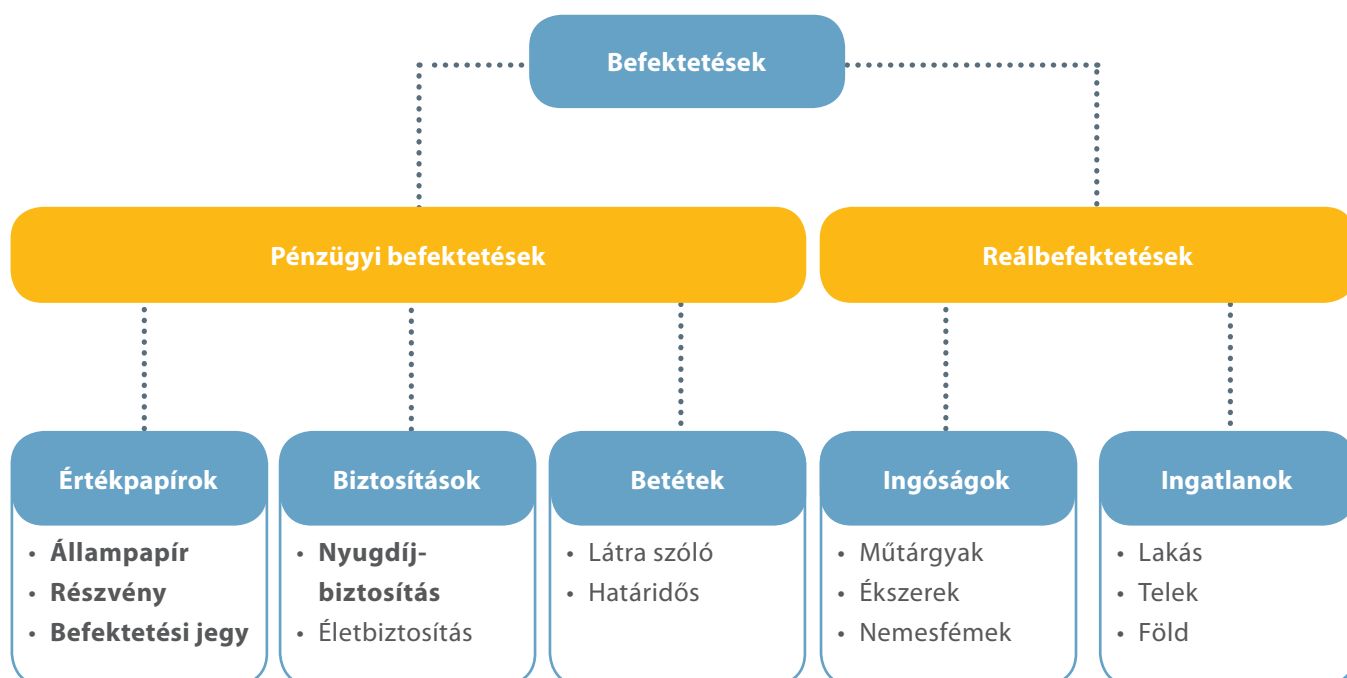 Befektetések
Pénzügyi befektetések
Reálbefektetések
Értékpapírok
• Állampapír
• Részvény
• Befektetési jegy
Biztosítások
• Nyugdíj-
biztosítás
• Életbiztosítás
Betétek
• Látra szóló
• Határidős
Ingóságok
• Műtárgyak
• Ékszerek
• Nemesfémek
Ingatlanok
• Lakás
• Telek
• Föld